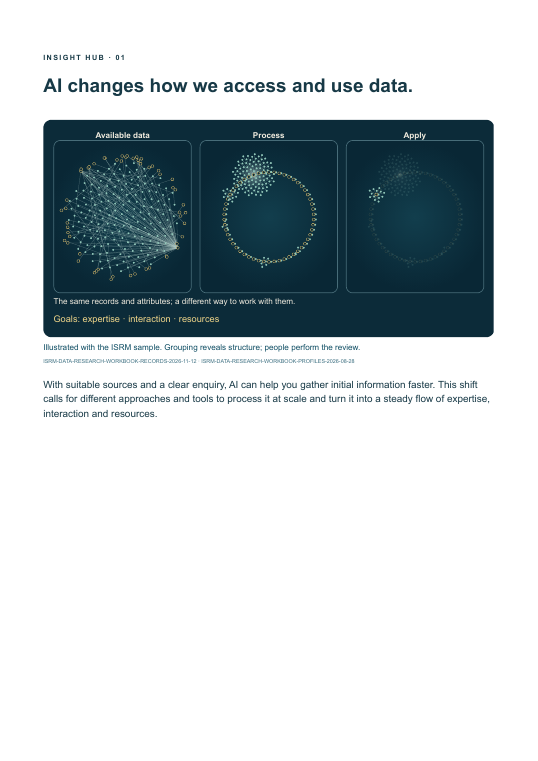 INSIGHT HUB · 01
AI changes how we access and use data.
Available data
Process
Apply
The same records and attributes; a different way to work with them.
Goals: expertise · interaction · resources
Illustrated with the ISRM sample. Grouping reveals structure; people perform the review.
ISRM-DATA-RESEARCH-WORKBOOK-RECORDS-2026-11-12 · ISRM-DATA-RESEARCH-WORKBOOK-PROFILES-2026-08-28
With suitable sources and a clear enquiry, AI can help you gather initial information faster. This shift
calls for different approaches and tools to process it at scale and turn it into a steady flow of expertise,
interaction and resources.